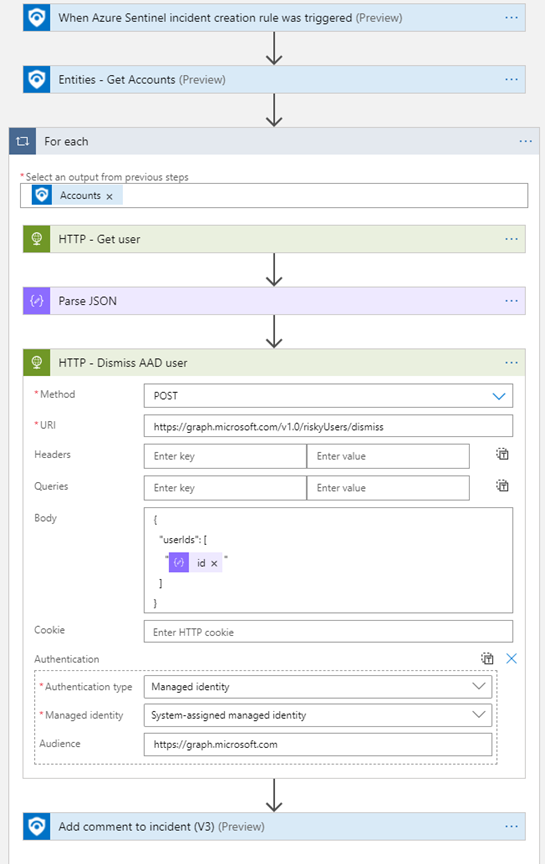 When Azure Sentinel incident creation rule was triggered (Preview)
Entities - Get Accounts (Preview)
For each
*Select an output from previous steps
Accounts ×
HTTP - Get user
{⁄} Parse JSON
HTTP - Dismiss AAD user
*Method POST
*URI https://graph.microsoft.com/v1.0/riskyUsers/dismiss
Headers Enter key Enter value
Queries Enter key Enter value
Body {
"userIds": [
" id × "
]
}
Cookie Enter HTTP cookie
Authentication
*Authentication type Managed identity
*Managed identity System-assigned managed identity
Audience https://graph.microsoft.com
Add comment to incident (V3) (Preview)